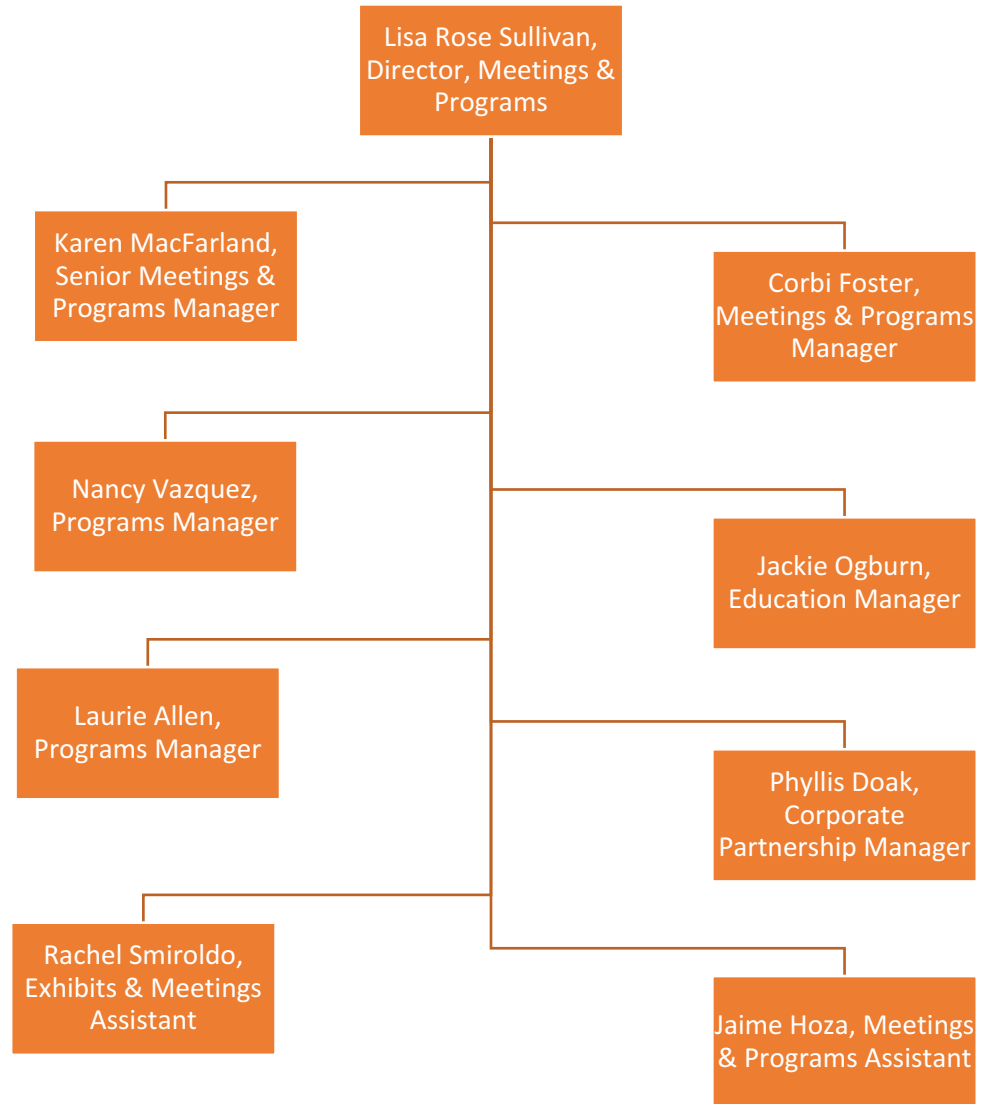 Lisa Rose Sullivan,
Director, Meetings &
Programs
Karen MacFarland,
Senior Meetings &
Programs Manager
Corbi Foster,
Meetings & Programs
Manager
Nancy Vazquez,
Programs Manager
Jackie Ogburn,
Education Manager
Laurie Allen,
Programs Manager
Phyllis Doak,
Corporate
Partnership Manager
Rachel Smiroldo,
Exhibits & Meetings
Assistant
Jaime Hoza, Meetings
& Programs Assistant